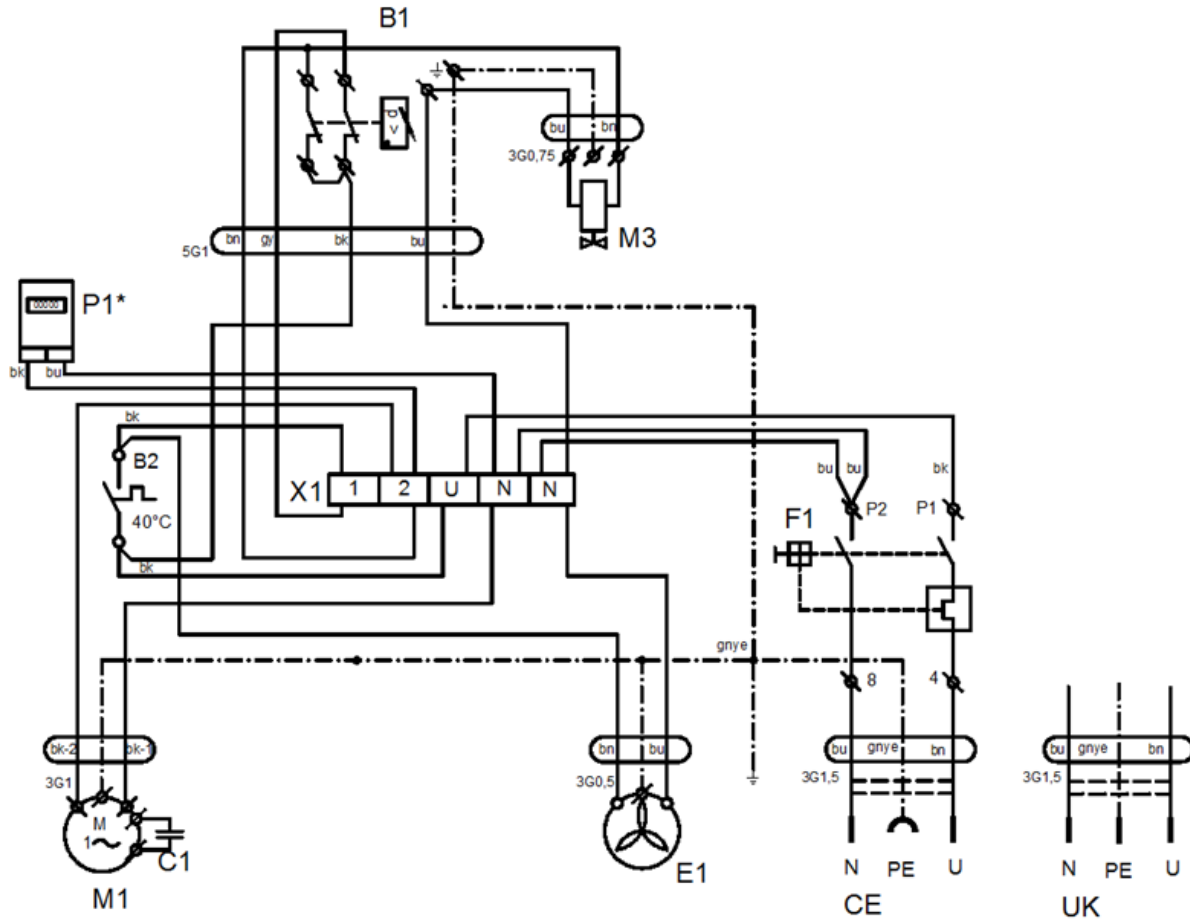 B1
d
v
bu
bn
3G0,75
M3
bn
gy
bk
bu
5G1
P1*
00000
bk
bu
bk
B2
40°C
bk
X1
1
2
U
N
N
bu
bu
bk
P2
P1
F1
gnye
8
4
bk-2
bk-1
3G1
M
1
C1
M1
bn
bu
3G0,5
E1
bu
gnye
bn
3G1,5
N
PE
U
CE
bu
gnye
bn
3G1,5
N
PE
U
UK